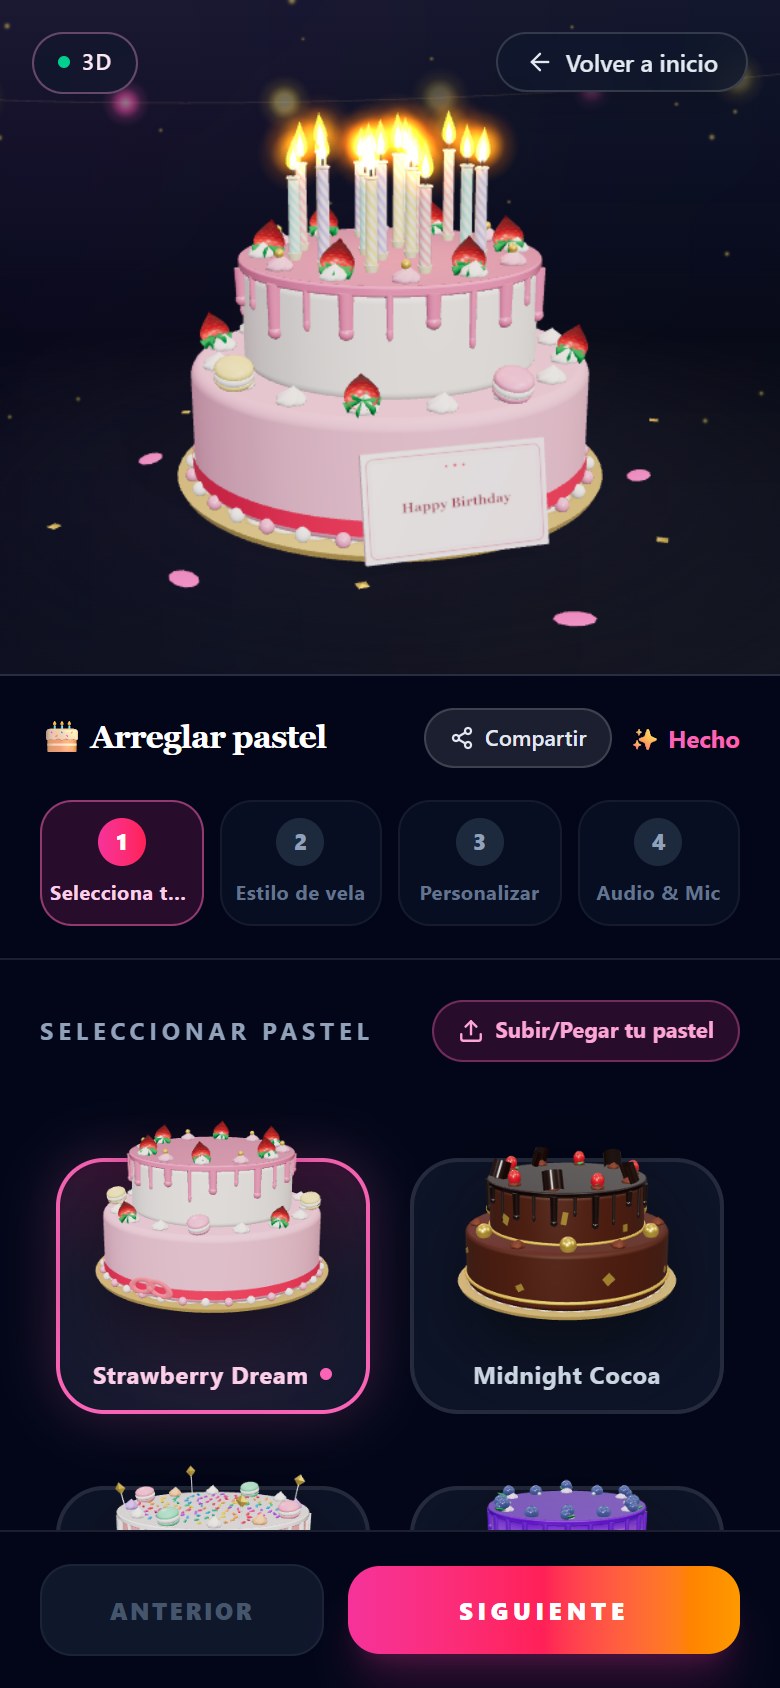 3D
Volver a inicio
Happy Birthday
Arreglar pastel
Compartir
Hecho
1
Selecciona t...
2
Estilo de vela
3
Personalizar
4
Audio & Mic
SELECCIONAR PASTEL
Subir/Pegar tu pastel
Strawberry Dream
Midnight Cocoa
ANTERIOR
SIGUIENTE